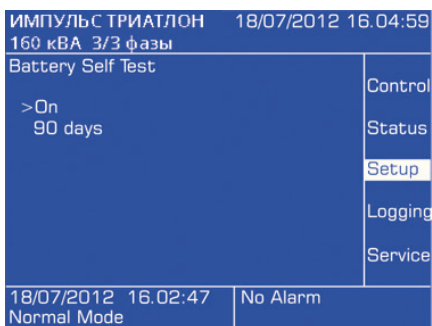 ИМПУЛЬС ТРИАТЛОН 18/07/2012 16.04:59
160 кВА 3/3 фазы
Battery Self Test
Control
>On
90 days
Status
Setup
Logging
Service
18/07/2012 16.02:47 No Alarm
Normal Mode